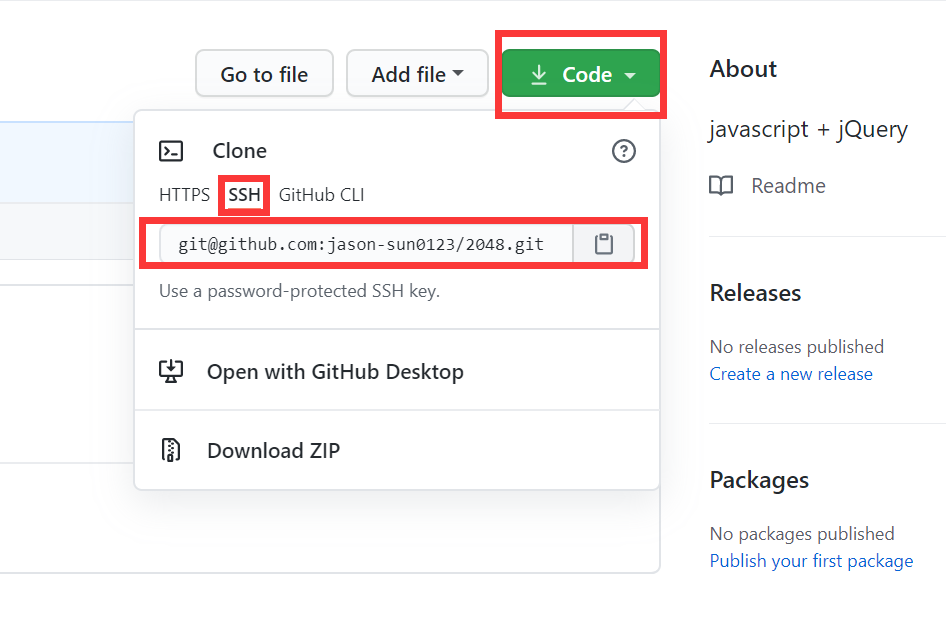 Go to file
Add file
Code
Clone
HTTPS SSH GitHub CLI
git@github.com:jason-sun0123/2048.git
Use a password-protected SSH key.
Open with GitHub Desktop
Download ZIP
About
javascript + jQuery
Readme
Releases
No releases published
Create a new release
Packages
No packages published
Publish your first package